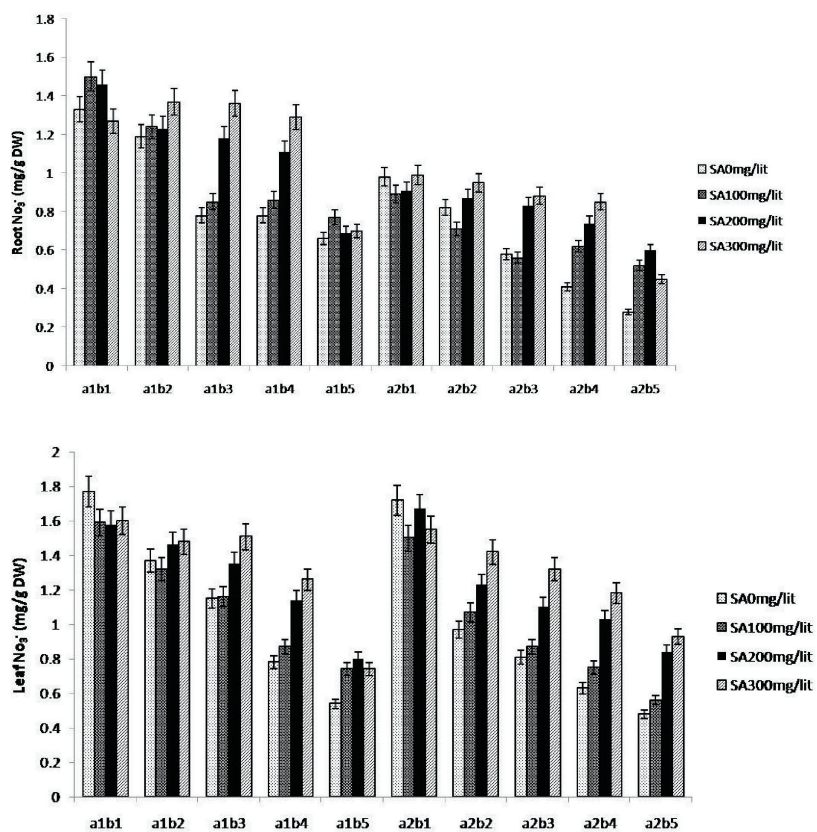 1.8
1.6
1.4
1.2
1
0.8
0.6
0.4
0.2
0
Root No₃⁻ (mg/g DW)
a1b1 a1b2 a1b3 a1b4 a1b5 a2b1 a2b2 a2b3 a2b4 a2b5
SA0mg/lit
SA100mg/lit
SA200mg/lit
SA300mg/lit
2
1.8
1.6
1.4
1.2
1
0.8
0.6
0.4
0.2
0
Leaf No₃⁻ (mg/g DW)
a1b1 a1b2 a1b3 a1b4 a1b5 a2b1 a2b2 a2b3 a2b4 a2b5
SA0mg/lit
SA100mg/lit
SA200mg/lit
SA300mg/lit